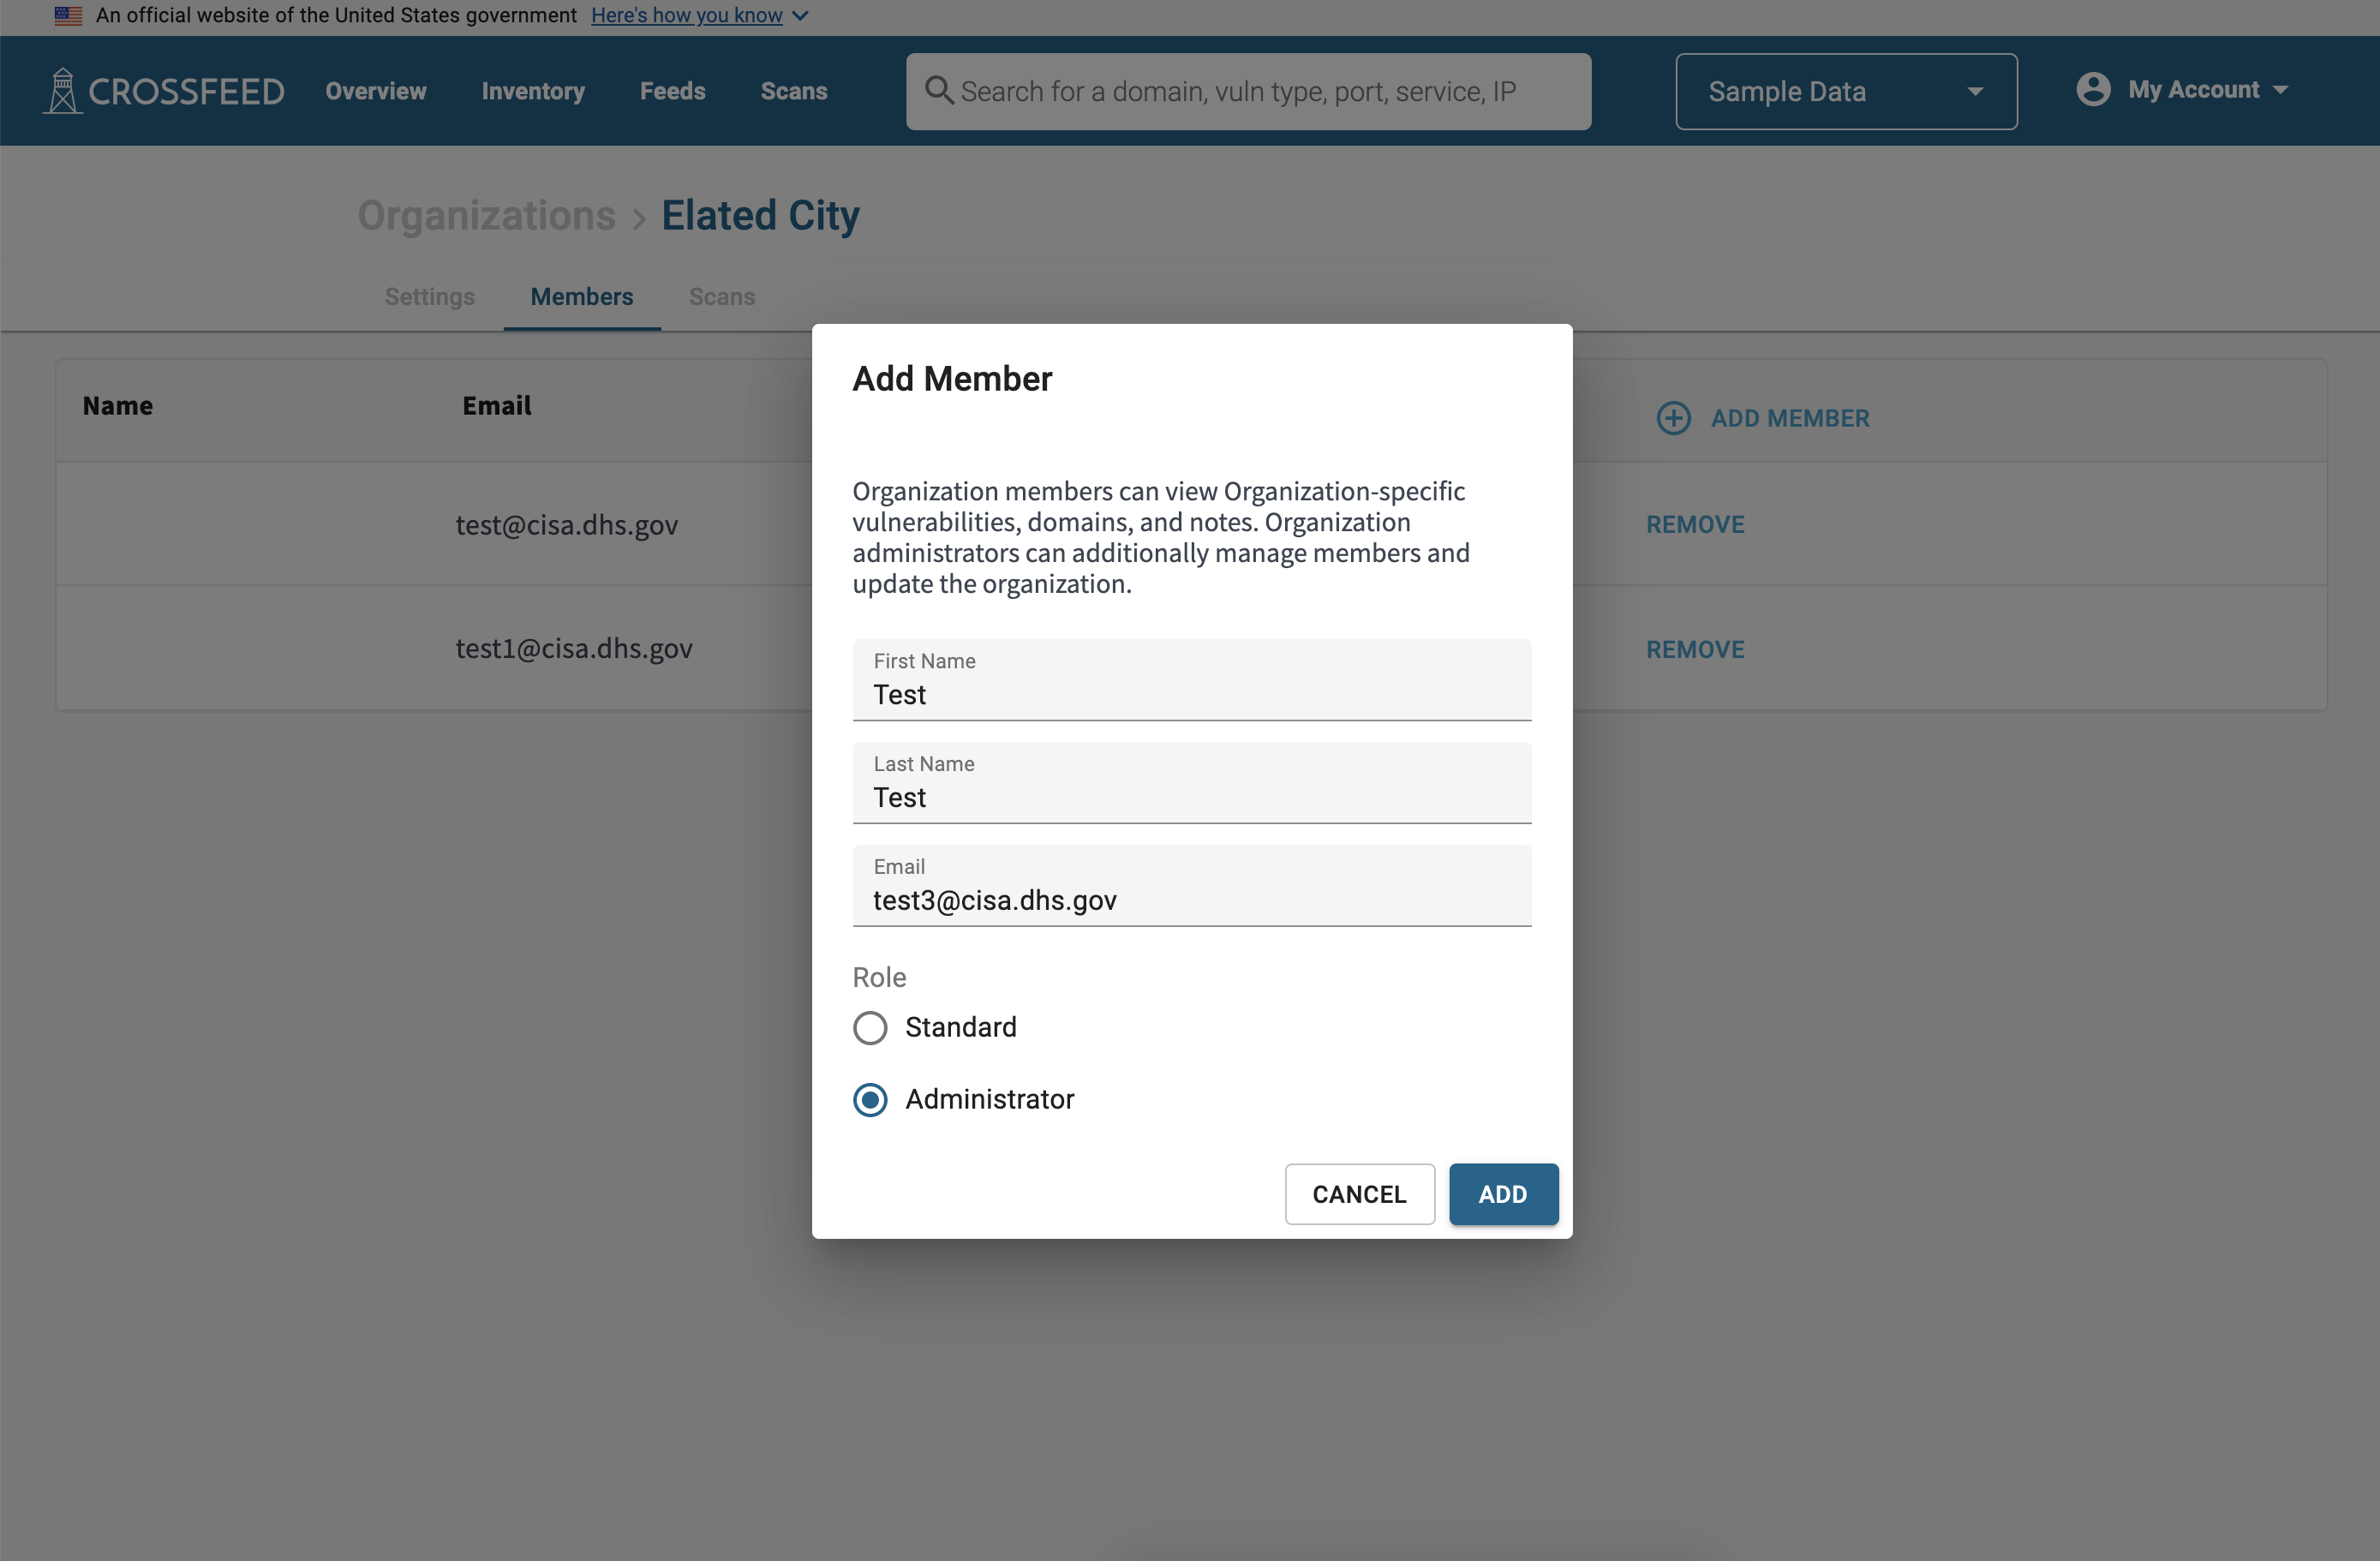 An official website of the United States government Here's how you know
CROSSFEED Overview Inventory Feeds Scans Search for a domain, vuln type, port, service, IP Sample Data My Account
Organizations > Elated City
Settings Members Scans
Name Email ADD MEMBER
test@cisa.dhs.gov REMOVE
test1@cisa.dhs.gov REMOVE
Add Member
Organization members can view Organization-specific
vulnerabilities, domains, and notes. Organization
administrators can additionally manage members and
update the organization.
First Name
Test
Last Name
Test
Email
test3@cisa.dhs.gov
Role
Standard
Administrator
CANCEL ADD